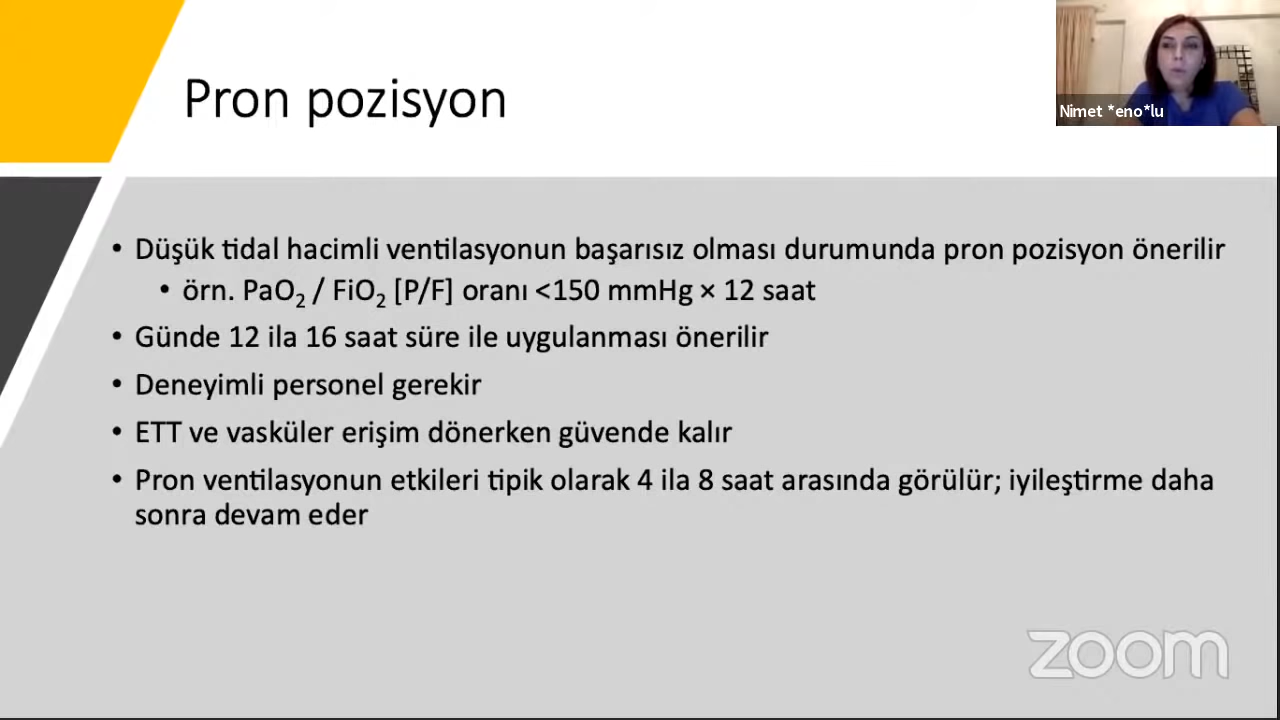 Pron pozisyon
Nimet *eno*lu
• Düşük tidal hacimli ventilasyonun başarısız olması durumunda pron pozisyon önerilir
• örn. PaO₂ / FiO₂ [P/F] oranı <150 mmHg × 12 saat
• Günde 12 ila 16 saat süre ile uygulanması önerilir
• Deneyimli personel gerekir
• ETT ve vasküler erişim dönerken güvende kalır
• Pron ventilasyonun etkileri tipik olarak 4 ila 8 saat arasında görülür; iyileştirme daha
sonra devam eder
zoom